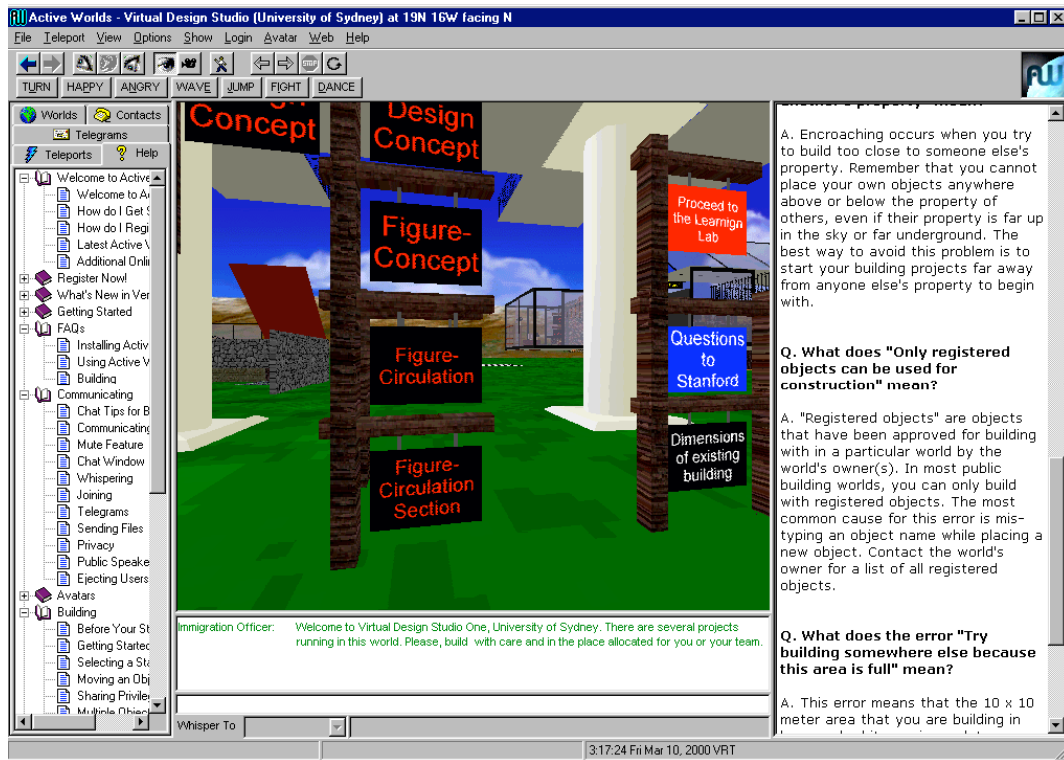 Active Worlds - Virtual Design Studio (University of Sydney) at 19N 16W facing N
File Teleport View Options Show Login Avatar Web Help
STOP
TURN HAPPY ANGRY WAVE JUMP FIGHT DANCE
AW
Worlds Contacts
Telegrams
Teleports Help
Welcome to Active
Welcome to A
How do I Get S
How do I Regi
Latest Active V
Additional Onli
Register Now!
What's New in Ver
Getting Started
FAQs
Installing Activ
Using Active V
Building
Communicating
Chat Tips for B
Communicating
Mute Feature
Chat Window
Whispering
Joining
Telegrams
Sending Files
Privacy
Public Speake
Ejecting Users
Avatars
Building
Before Your St
Getting Started
Selecting a Sta
Moving an Obj
Sharing Privile
Multiple Object
Concept
Design
Concept
Figure-
Concept
Figure-
Circulation
Figure-
Circulation
Section
Proceed to
the Learnign
Lab
Questions
to
Stanford
Dimensions
of existing
building
Immigration Officer: Welcome to Virtual Design Studio One, University of Sydney. There are several projects
running in this world. Please, build with care and in the place allocated for you or your team.
Whisper To
property" mean?
A. Encroaching occurs when you try
to build too close to someone else's
property. Remember that you cannot
place your own objects anywhere
above or below the property of
others, even if their property is far up
in the sky or far underground. The
best way to avoid this problem is to
start your building projects far away
from anyone else's property to begin
with.
Q. What does "Only registered
objects can be used for
construction" mean?
A. "Registered objects" are objects
that have been approved for building
with in a particular world by the
world's owner(s). In most public
building worlds, you can only build
with registered objects. The most
common cause for this error is mis-
typing an object name while placing a
new object. Contact the world's
owner for a list of all registered
objects.
Q. What does the error "Try
building somewhere else because
this area is full" mean?
A. This error means that the 10 x 10
meter area that you are building in
3:17:24 Fri Mar 10, 2000 VRT